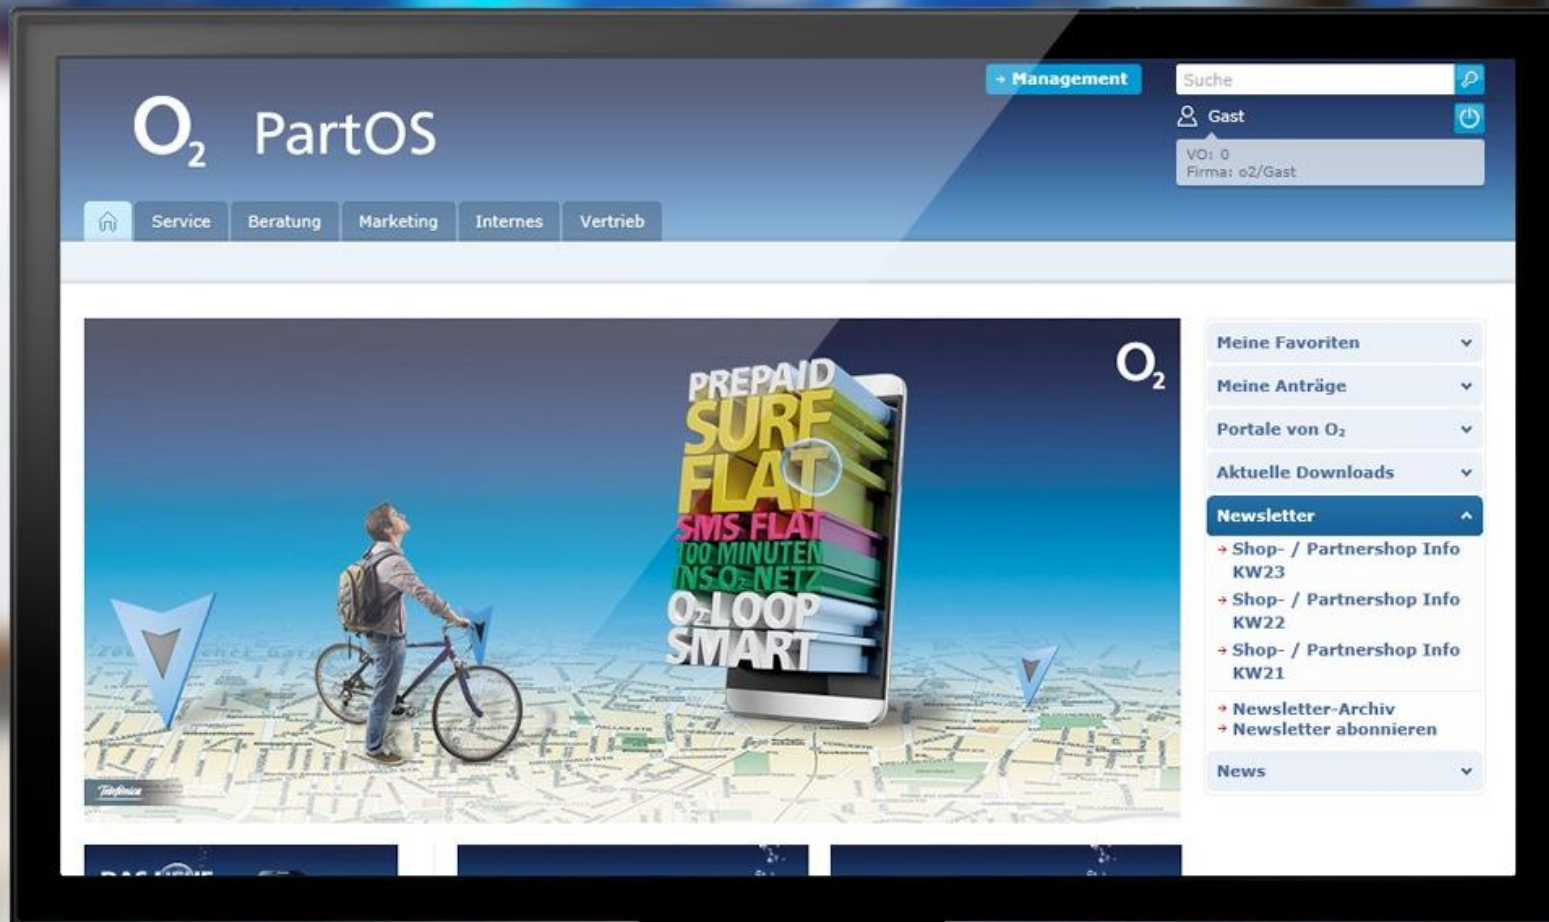 Management
Suche
O2 PartOS
Gast
VO: 0
Firma: o2/Gast
Service
Beratung
Marketing
Internes
Vertrieb
O2
PREPAID
SURF
FLAT
SMS FLAT
100 MINUTEN
INS O2 NETZ
O2 LOOP
SMART
Telefónica
Meine Favoriten
Meine Anträge
Portale von O2
Aktuelle Downloads
Newsletter
Shop- / Partnershop Info
KW23
Shop- / Partnershop Info
KW22
Shop- / Partnershop Info
KW21
Newsletter-Archiv
Newsletter abonnieren
News